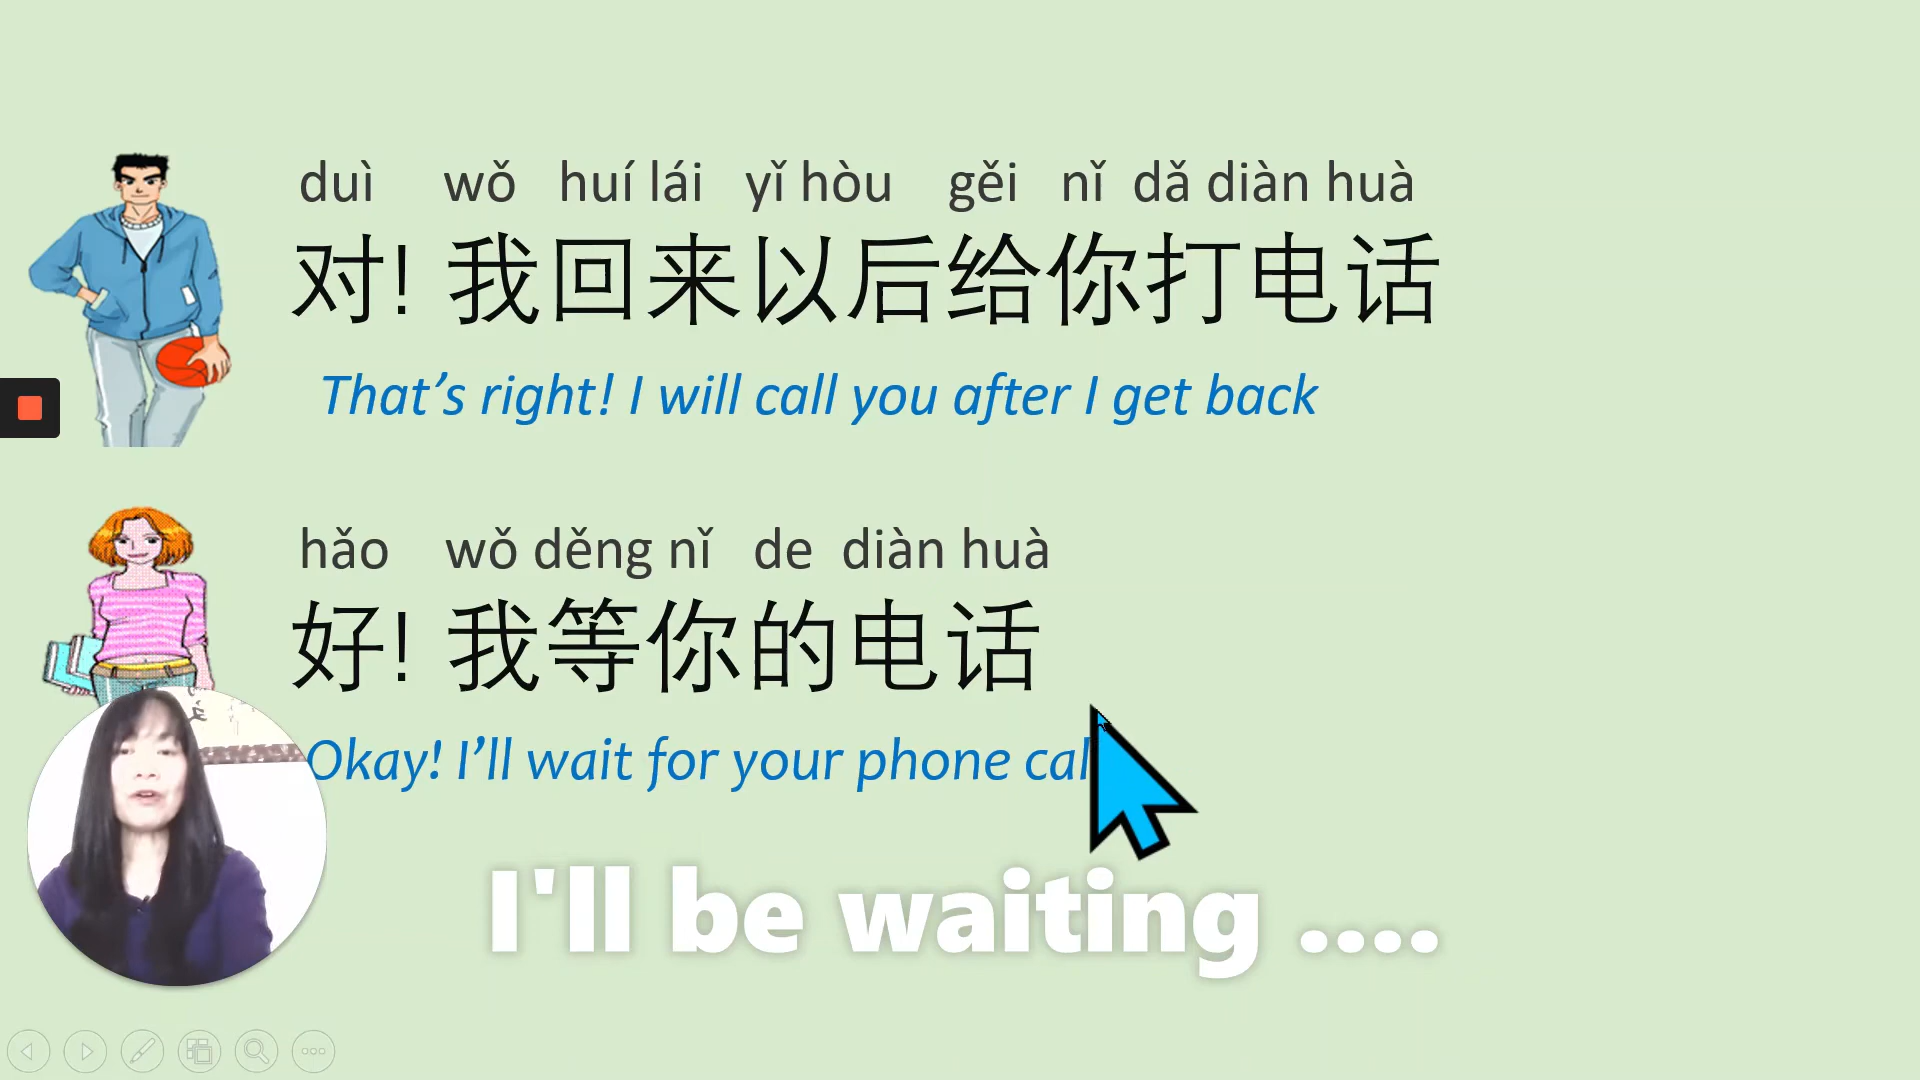 duì wǒ huí lái yǐ hòu gěi nǐ dǎ diàn huà
对! 我回来以后给你打电话
That's right! I will call you after I get back
hǎo wǒ děng nǐ de diàn huà
好! 我等你的电话
Okay! I'll wait for your phone cal
I'll be waiting ....